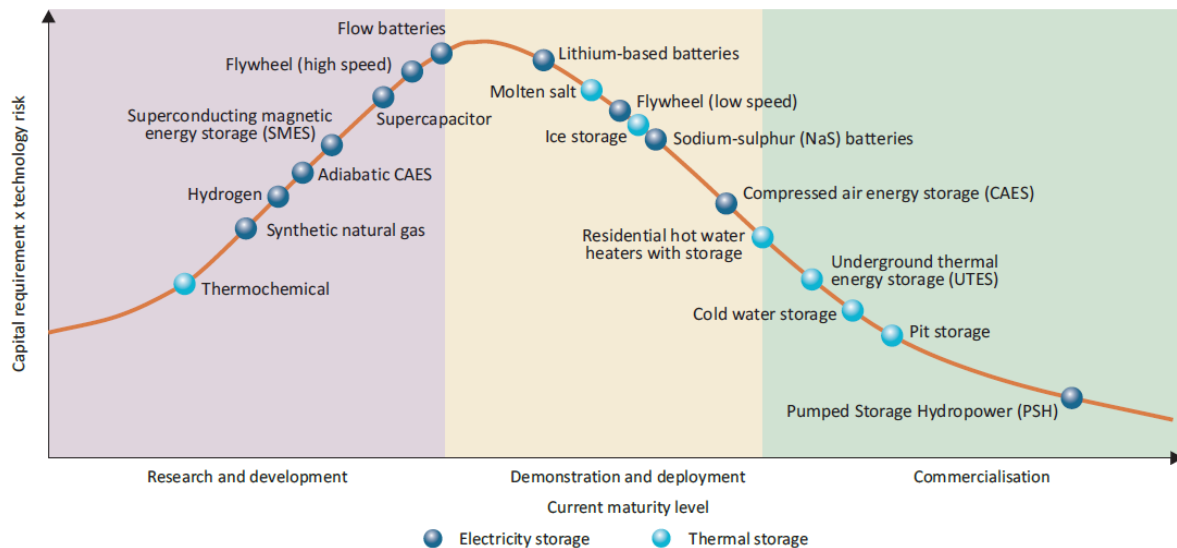 Capital requirement x technology risk
Flow batteries
Flywheel (high speed)
Supercapacitor
Superconducting magnetic
energy storage (SMES)
Adiabatic CAES
Hydrogen
Synthetic natural gas
Thermochemical
Lithium-based batteries
Molten salt
Flywheel (low speed)
Ice storage
Sodium-sulphur (NaS) batteries
Compressed air energy storage (CAES)
Residential hot water
heaters with storage
Underground thermal
energy storage (UTES)
Cold water storage
Pit storage
Pumped Storage Hydropower (PSH)
Research and development
Demonstration and deployment
Commercialisation
Current maturity level
Electricity storage
Thermal storage